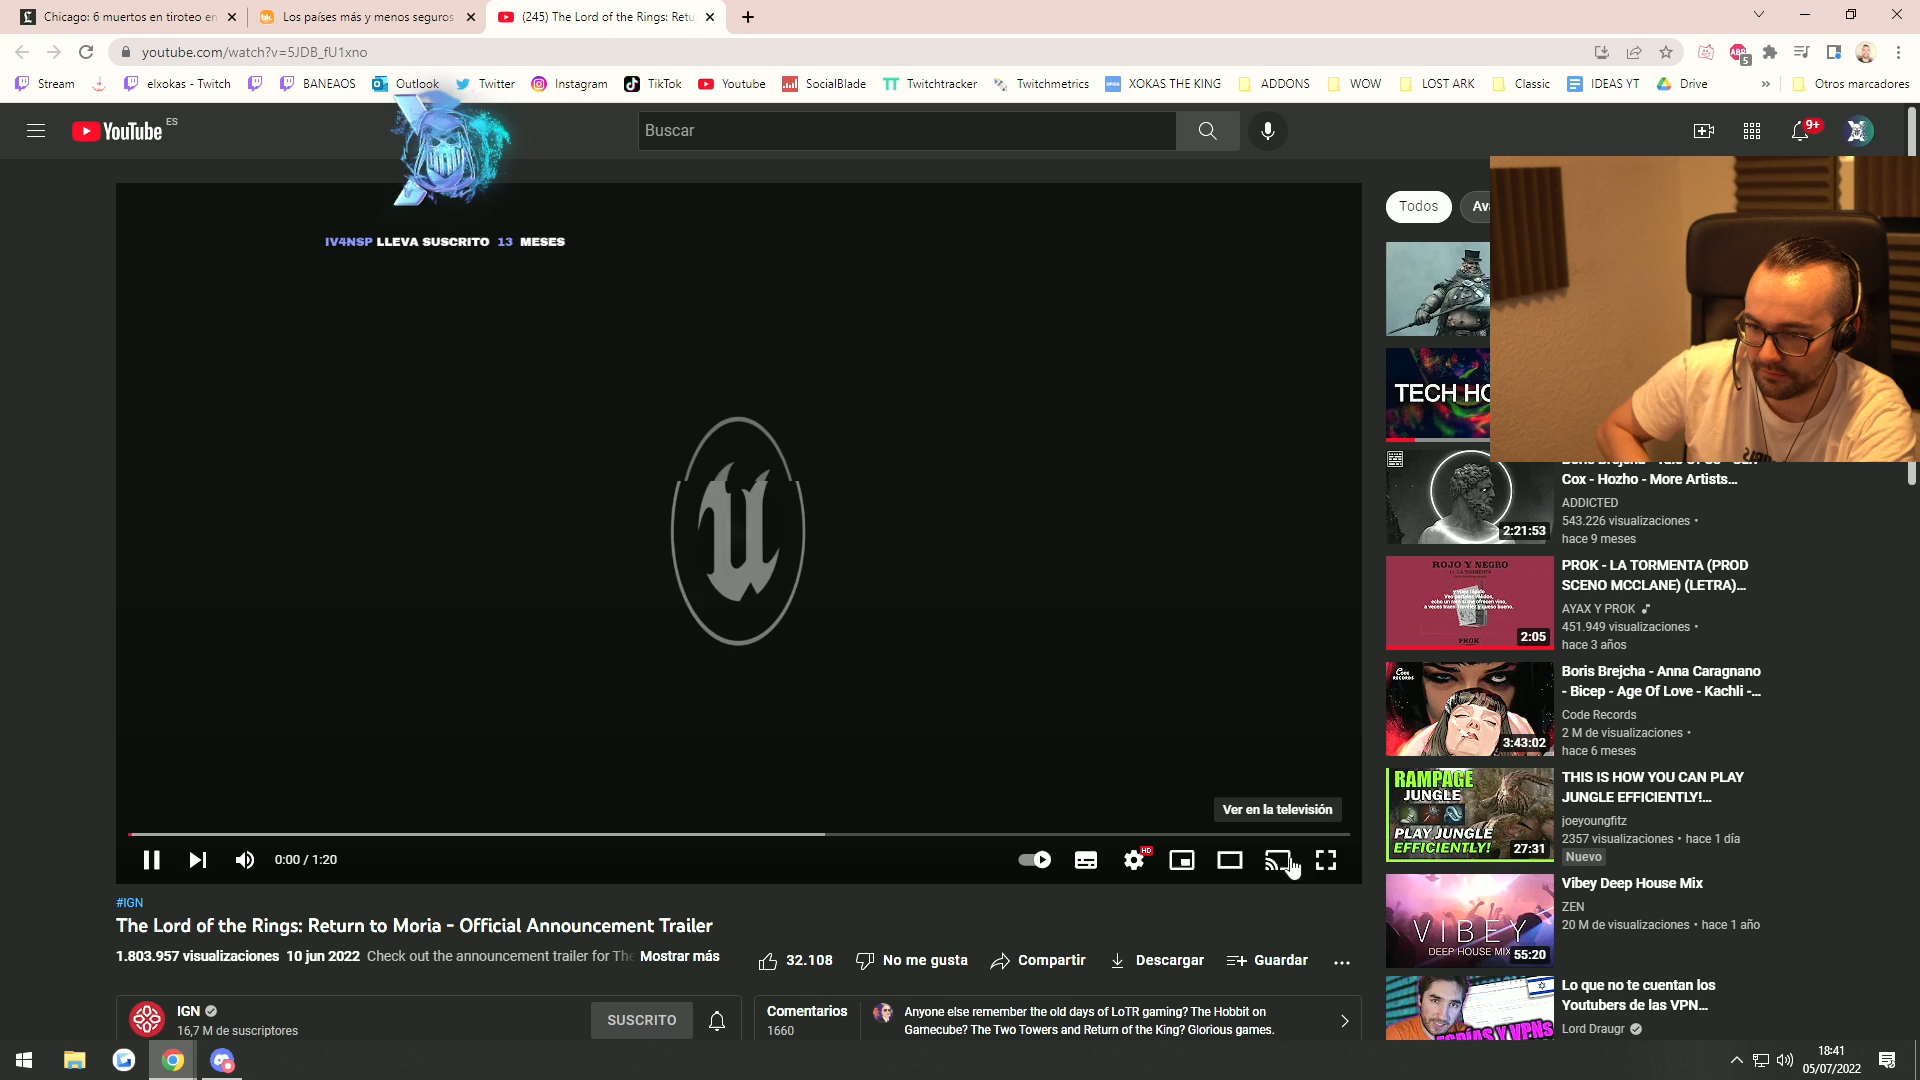 Chicago: 6 muertos en tiroteo en
Los países más y menos seguros
(245) The Lord of the Rings: Retu
youtube.com/watch?v=5JDB_fU1xno
Stream
elxokas - Twitch
BANEAOS
Outlook
Twitter
Instagram
TikTok
Youtube
SocialBlade
Twitchtracker
Twitchmetrics
XOKAS THE KING
ADDONS
WOW
LOST ARK
Classic
IDEAS YT
Drive
»
Otros marcadores
YouTube ES
Buscar
9+
IV4NSP LLEVA SUSCRITO 13 MESES
Todos
Ava
TECH HO
Cox - Hozho - More Artists...
ADDICTED
543.226 visualizaciones •
hace 9 meses
2:21:53
ROJO Y NEGRO
PROK
2:05
PROK - LA TORMENTA (PROD
SCENO MCCLANE) (LETRA)...
AYAX Y PROK
451.949 visualizaciones •
hace 3 años
Code
RECORDS
3:43:02
Boris Brejcha - Anna Caragnano
- Bicep - Age Of Love - Kachli -...
Code Records
2 M de visualizaciones •
hace 6 meses
RAMPAGE
JUNGLE
PLAY JUNGLE
EFFICIENTLY!
27:31
THIS IS HOW YOU CAN PLAY
JUNGLE EFFICIENTLY!...
joeyoungfitz
2357 visualizaciones • hace 1 día
Nuevo
VIBEY
DEEP HOUSE MIX
55:20
Vibey Deep House Mix
ZEN
20 M de visualizaciones • hace 1 año
Lo que no te cuentan los
Youtubers de las VPN...
Lord Draugr
Ver en la televisión
0:00 / 1:20
HD
#IGN
The Lord of the Rings: Return to Moria - Official Announcement Trailer
1.803.957 visualizaciones 10 jun 2022 Check out the announcement trailer for The Mostrar más
32.108
No me gusta
Compartir
Descargar
Guardar
IGN
16,7 M de suscriptores
SUSCRITO
Comentarios
1660
Anyone else remember the old days of LoTR gaming? The Hobbit on
Gamecube? The Two Towers and Return of the King? Glorious games.
18:41
05/07/2022